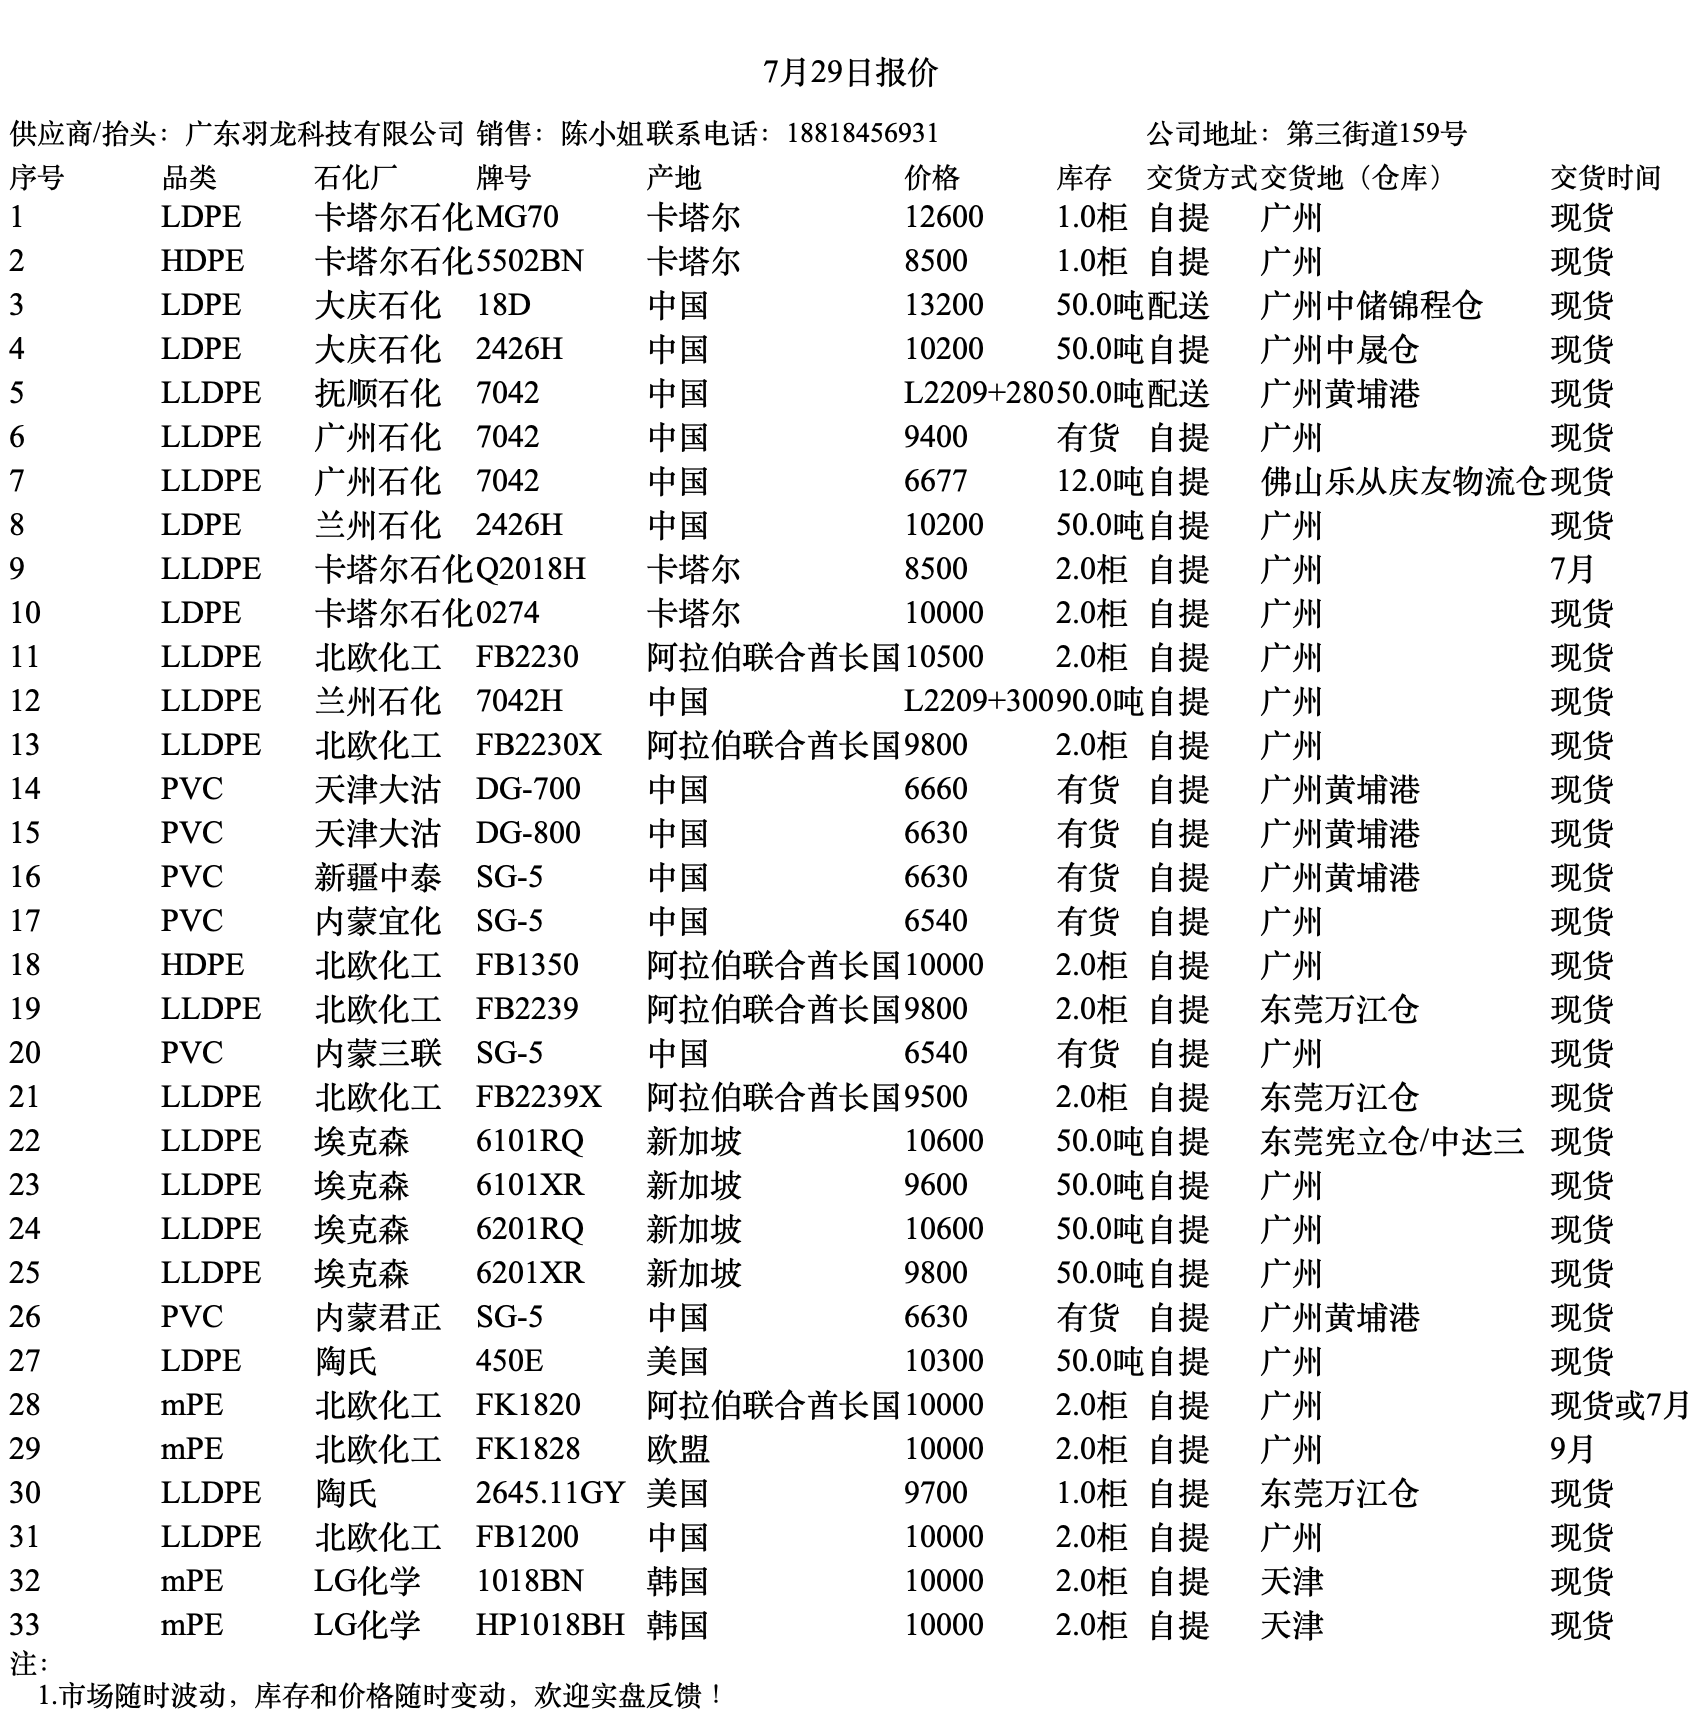 7月29日报价
供应商/抬头：广东羽龙科技有限公司 销售：陈小姐 联系电话：18818456931 公司地址：第三街道159号
序号 品类 石化厂 牌号 产地 价格 库存 交货方式 交货地（仓库） 交货时间
1 LDPE 卡塔尔石化 MG70 卡塔尔 12600 1.0柜 自提 广州 现货
2 HDPE 卡塔尔石化 5502BN 卡塔尔 8500 1.0柜 自提 广州 现货
3 LDPE 大庆石化 18D 中国 13200 50.0吨 配送 广州中储锦程仓 现货
4 LDPE 大庆石化 2426H 中国 10200 50.0吨 自提 广州中晟仓 现货
5 LLDPE 抚顺石化 7042 中国 L2209+280 50.0吨 配送 广州黄埔港 现货
6 LLDPE 广州石化 7042 中国 9400 有货 自提 广州 现货
7 LLDPE 广州石化 7042 中国 6677 12.0吨 自提 佛山乐从庆友物流仓 现货
8 LDPE 兰州石化 2426H 中国 10200 50.0吨 自提 广州 现货
9 LLDPE 卡塔尔石化 Q2018H 卡塔尔 8500 2.0柜 自提 广州 7月
10 LDPE 卡塔尔石化 0274 卡塔尔 10000 2.0柜 自提 广州 现货
11 LLDPE 北欧化工 FB2230 阿拉伯联合酋长国 10500 2.0柜 自提 广州 现货
12 LLDPE 兰州石化 7042H 中国 L2209+300 90.0吨 自提 广州 现货
13 LLDPE 北欧化工 FB2230X 阿拉伯联合酋长国 9800 2.0柜 自提 广州 现货
14 PVC 天津大沽 DG-700 中国 6660 有货 自提 广州黄埔港 现货
15 PVC 天津大沽 DG-800 中国 6630 有货 自提 广州黄埔港 现货
16 PVC 新疆中泰 SG-5 中国 6630 有货 自提 广州黄埔港 现货
17 PVC 内蒙宜化 SG-5 中国 6540 有货 自提 广州 现货
18 HDPE 北欧化工 FB1350 阿拉伯联合酋长国 10000 2.0柜 自提 广州 现货
19 LLDPE 北欧化工 FB2239 阿拉伯联合酋长国 9800 2.0柜 自提 东莞万江仓 现货
20 PVC 内蒙三联 SG-5 中国 6540 有货 自提 广州 现货
21 LLDPE 北欧化工 FB2239X 阿拉伯联合酋长国 9500 2.0柜 自提 东莞万江仓 现货
22 LLDPE 埃克森 6101RQ 新加坡 10600 50.0吨 自提 东莞宪立仓/中达三 现货
23 LLDPE 埃克森 6101XR 新加坡 9600 50.0吨 自提 广州 现货
24 LLDPE 埃克森 6201RQ 新加坡 10600 50.0吨 自提 广州 现货
25 LLDPE 埃克森 6201XR 新加坡 9800 50.0吨 自提 广州 现货
26 PVC 内蒙君正 SG-5 中国 6630 有货 自提 广州黄埔港 现货
27 LDPE 陶氏 450E 美国 10300 50.0吨 自提 广州 现货
28 mPE 北欧化工 FK1820 阿拉伯联合酋长国 10000 2.0柜 自提 广州 现货或7月
29 mPE 北欧化工 FK1828 欧盟 10000 2.0柜 自提 广州 9月
30 LLDPE 陶氏 2645.11GY 美国 9700 1.0柜 自提 东莞万江仓 现货
31 LLDPE 北欧化工 FB1200 中国 10000 2.0柜 自提 广州 现货
32 mPE LG化学 1018BN 韩国 10000 2.0柜 自提 天津 现货
33 mPE LG化学 HP1018BH 韩国 10000 2.0柜 自提 天津 现货
注：
1.市场随时波动，库存和价格随时变动，欢迎实盘反馈！